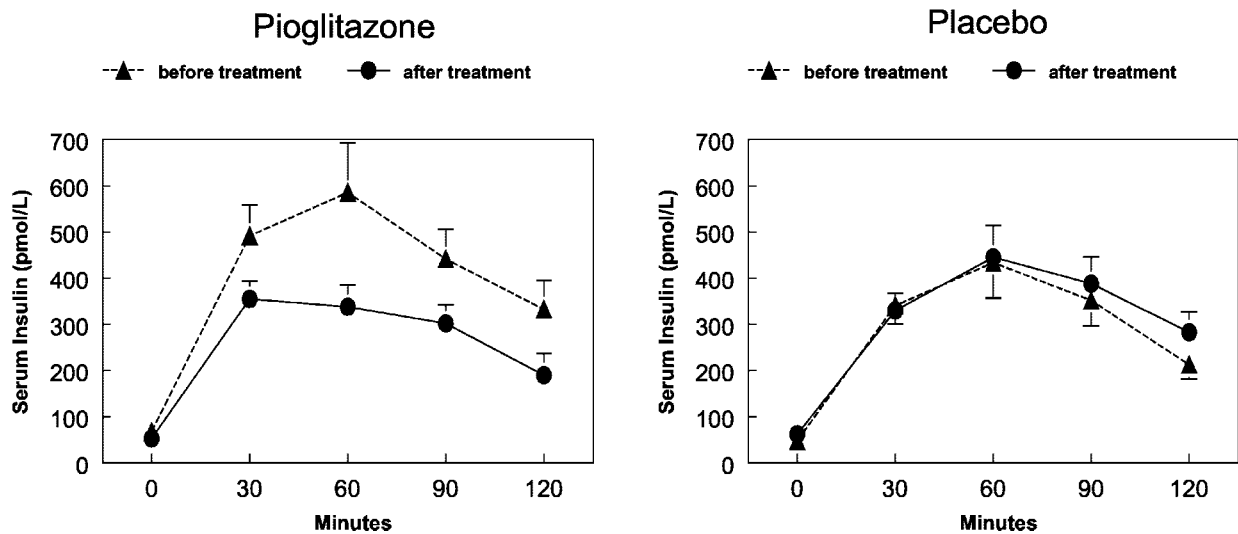 Pioglitazone
before treatment after treatment
700
600
500
400
300
200
100
0
Serum Insulin (pmol/L)
0 30 60 90 120
Minutes
Placebo
before treatment after treatment
700
600
500
400
300
200
100
0
Serum Insulin (pmol/L)
0 30 60 90 120
Minutes